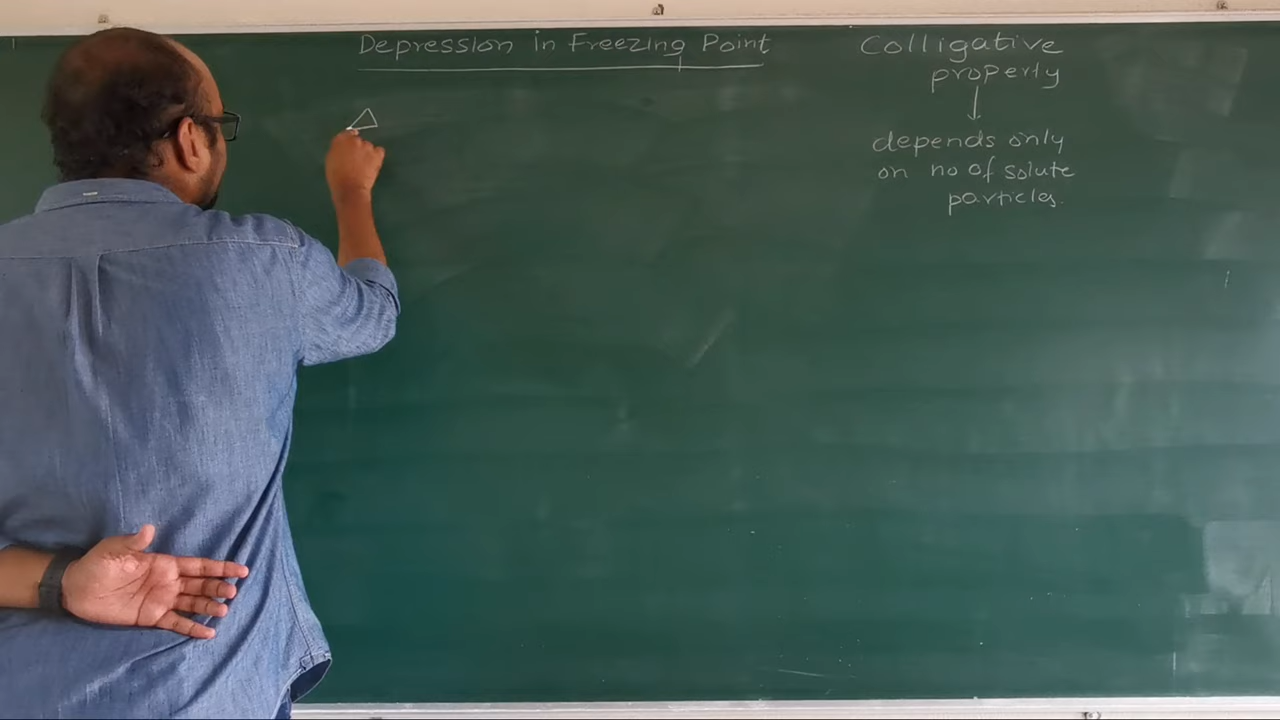 Depression in Freezing Point
△
Colligative
property
↓
depends only
on no of solute
particles.